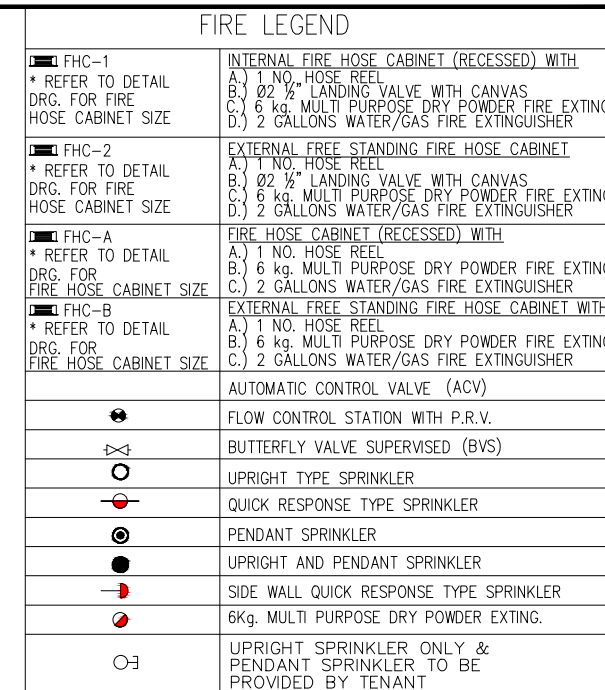 FIRE LEGEND
FHC-1
* REFER TO DETAIL
DRG. FOR FIRE
HOSE CABINET SIZE
INTERNAL FIRE HOSE CABINET (RECESSED) WITH
A.) 1 NO. HOSE REEL
B.) Ø2 ½" LANDING VALVE WITH CANVAS
C.) 6 kg. MULTI PURPOSE DRY POWDER FIRE EXTING
D.) 2 GALLONS WATER/GAS FIRE EXTINGUISHER
FHC-2
* REFER TO DETAIL
DRG. FOR FIRE
HOSE CABINET SIZE
EXTERNAL FREE STANDING FIRE HOSE CABINET
A.) 1 NO. HOSE REEL
B.) Ø2 ½" LANDING VALVE WITH CANVAS
C.) 6 kg. MULTI PURPOSE DRY POWDER FIRE EXTING
D.) 2 GALLONS WATER/GAS FIRE EXTINGUISHER
FHC-A
* REFER TO DETAIL
DRG. FOR
FIRE HOSE CABINET SIZE
FIRE HOSE CABINET (RECESSED) WITH
A.) 1 NO. HOSE REEL
B.) 6 kg. MULTI PURPOSE DRY POWDER FIRE EXTING
C.) 2 GALLONS WATER/GAS FIRE EXTINGUISHER
FHC-B
* REFER TO DETAIL
DRG. FOR
FIRE HOSE CABINET SIZE
EXTERNAL FREE STANDING FIRE HOSE CABINET WITH
A.) 1 NO. HOSE REEL
B.) 6 kg. MULTI PURPOSE DRY POWDER FIRE EXTING
C.) 2 GALLONS WATER/GAS FIRE EXTINGUISHER
AUTOMATIC CONTROL VALVE (ACV)
FLOW CONTROL STATION WITH P.R.V.
BUTTERFLY VALVE SUPERVISED (BVS)
UPRIGHT TYPE SPRINKLER
QUICK RESPONSE TYPE SPRINKLER
PENDANT SPRINKLER
UPRIGHT AND PENDANT SPRINKLER
SIDE WALL QUICK RESPONSE TYPE SPRINKLER
6Kg. MULTI PURPOSE DRY POWDER EXTING.
UPRIGHT SPRINKLER ONLY &
PENDANT SPRINKLER TO BE
PROVIDED BY TENANT